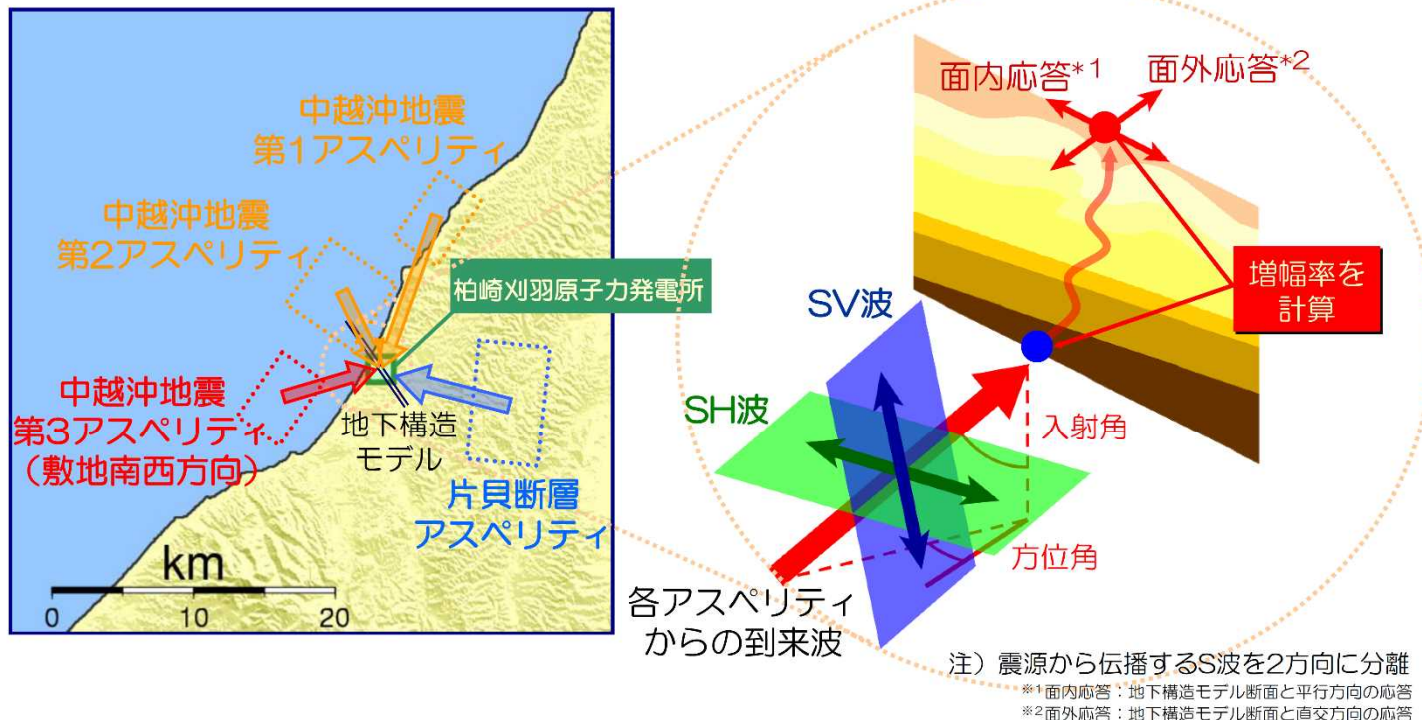 中越沖地震
第1アスペリティ
中越沖地震
第2アスペリティ
柏崎刈羽原子力発電所
中越沖地震
第3アスペリティ
（敷地南西方向）
地下構造
モデル
片貝断層
アスペリティ
km
0 10 20
面内応答*1
面外応答*2
増幅率を
計算
SV波
SH波
入射角
方位角
各アスペリティ
からの到来波
注）震源から伝播するS波を2方向に分離
※1面内応答：地下構造モデル断面と平行方向の応答
※2面外応答：地下構造モデル断面と直交方向の応答